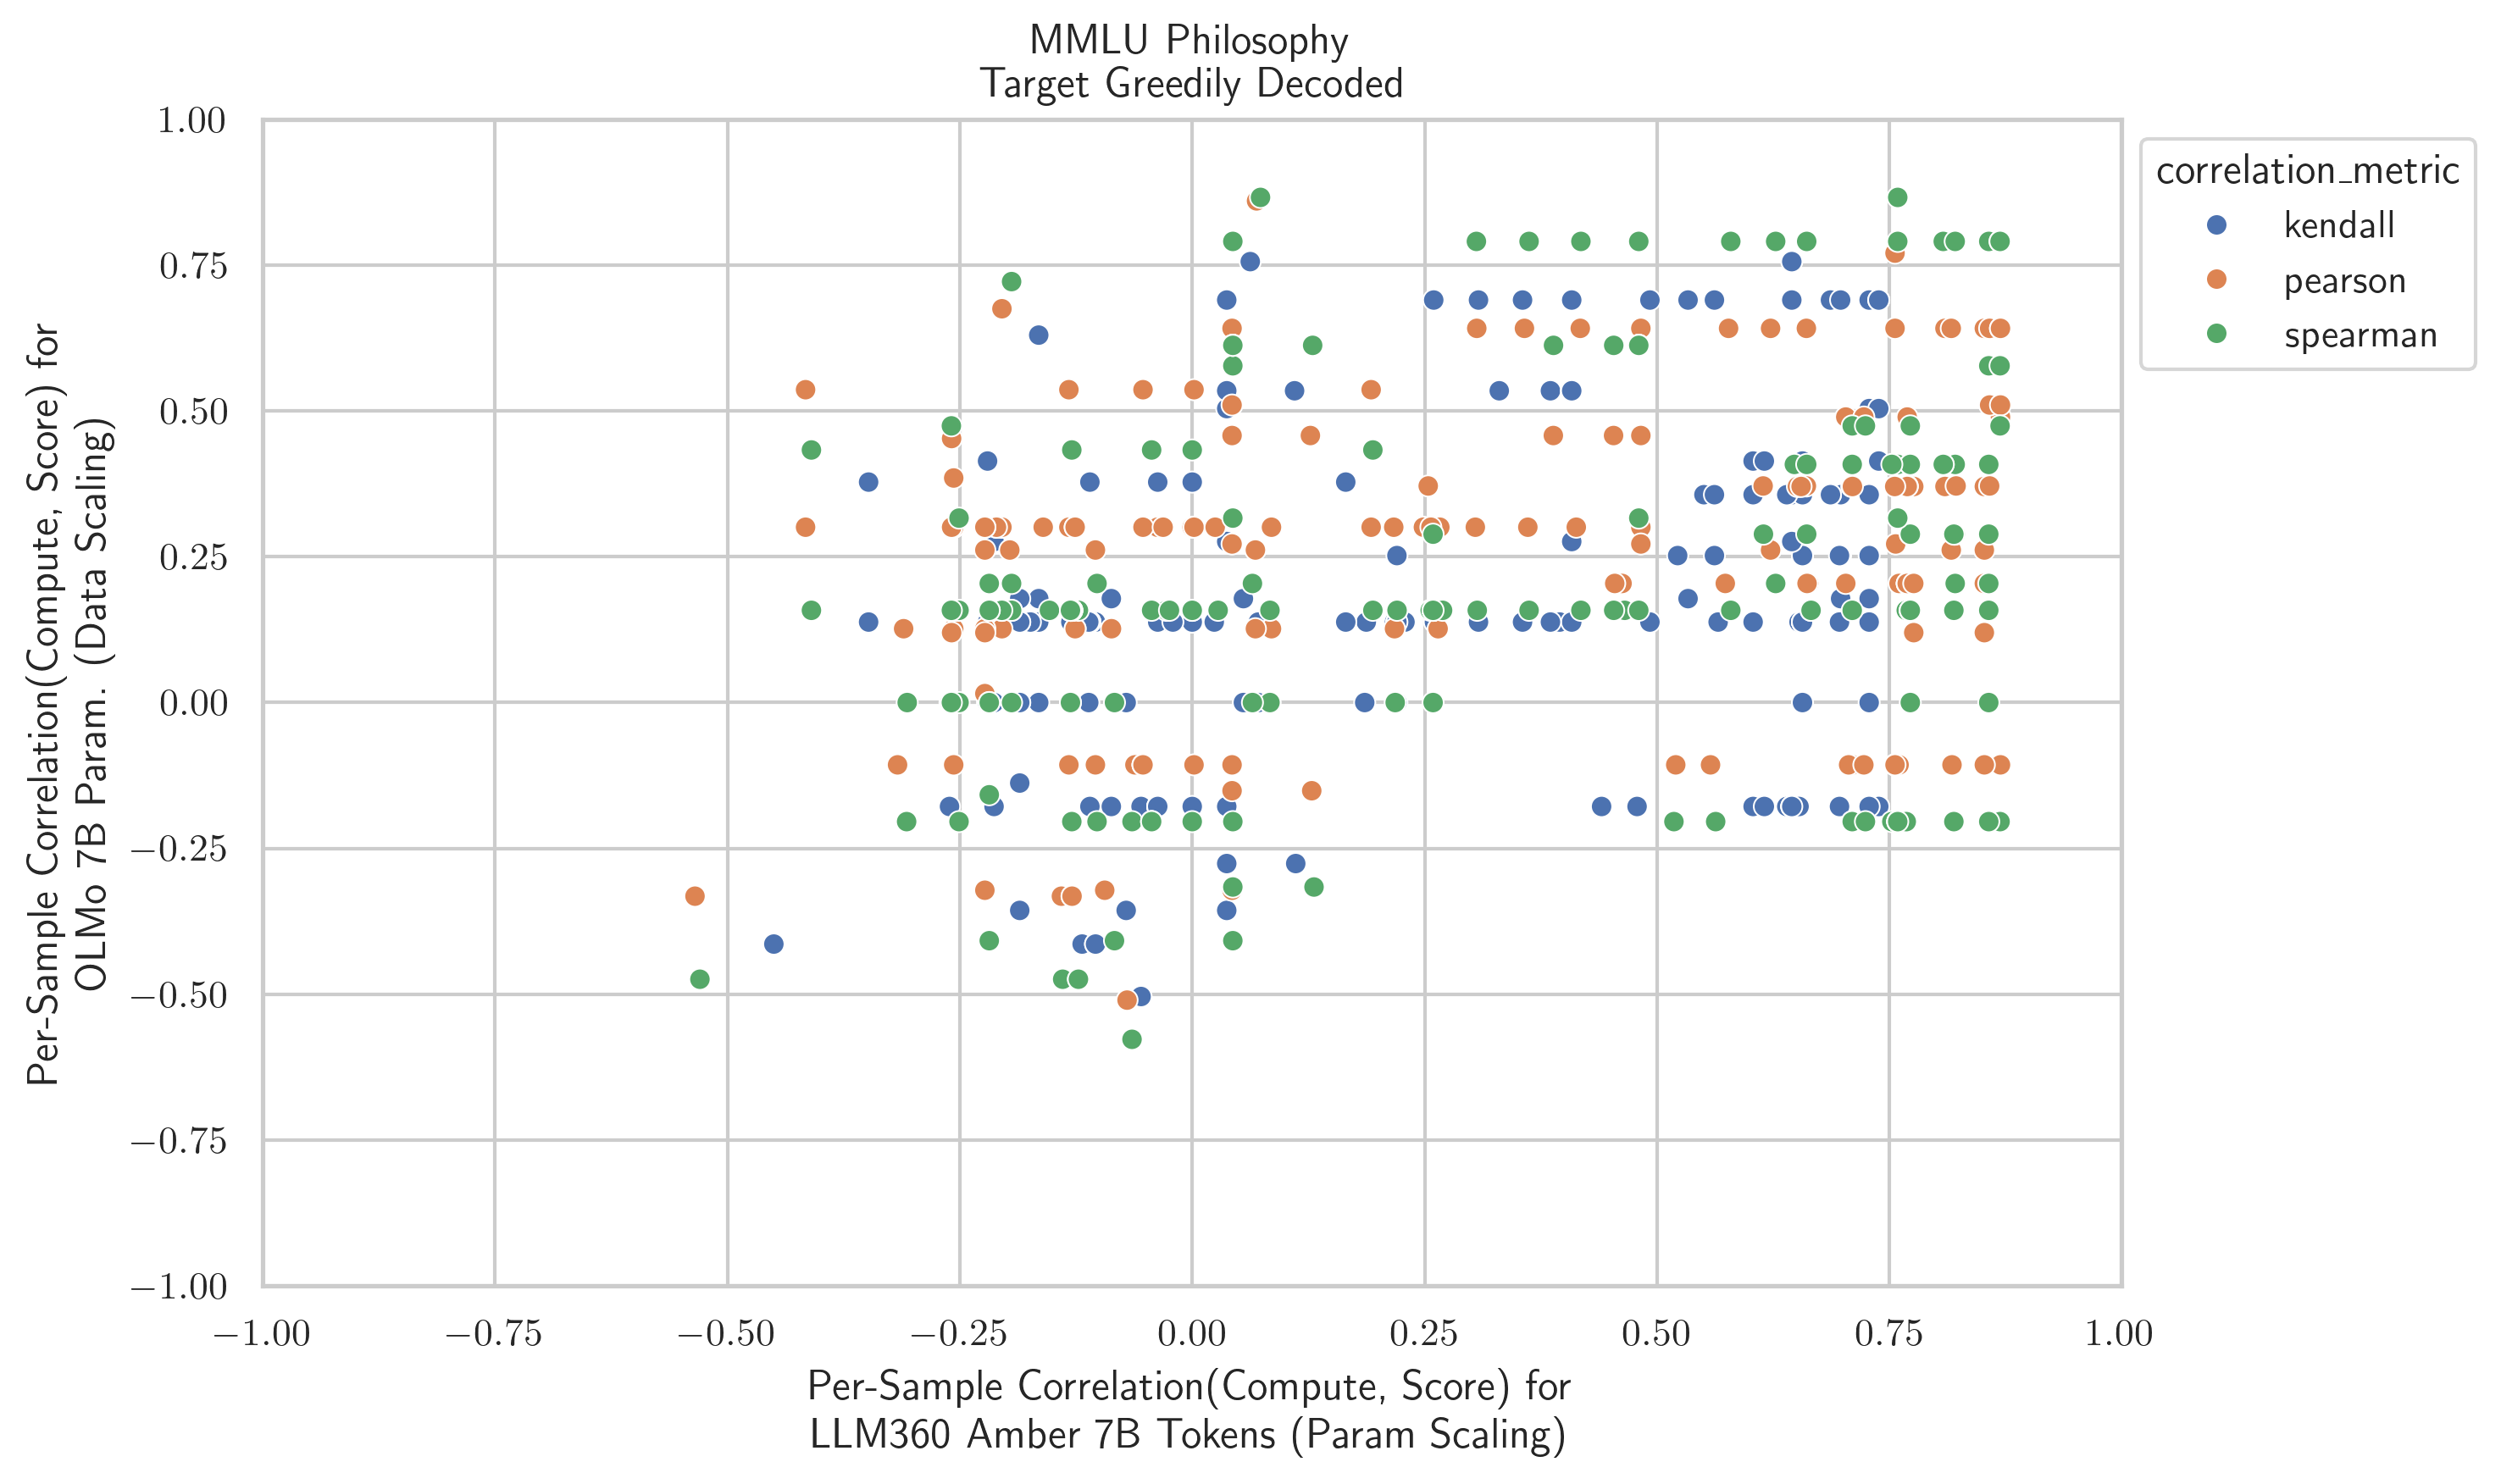 MMLU Philosophy
Target Greedily Decoded
Per-Sample Correlation(Compute, Score) for
OLMo 7B Param. (Data Scaling)
1.00
0.75
0.50
0.25
0.00
−0.25
−0.50
−0.75
−1.00
−1.00
−0.75
−0.50
−0.25
0.00
0.25
0.50
0.75
1.00
Per-Sample Correlation(Compute, Score) for
LLM360 Amber 7B Tokens (Param Scaling)
correlation_metric
kendall
pearson
spearman